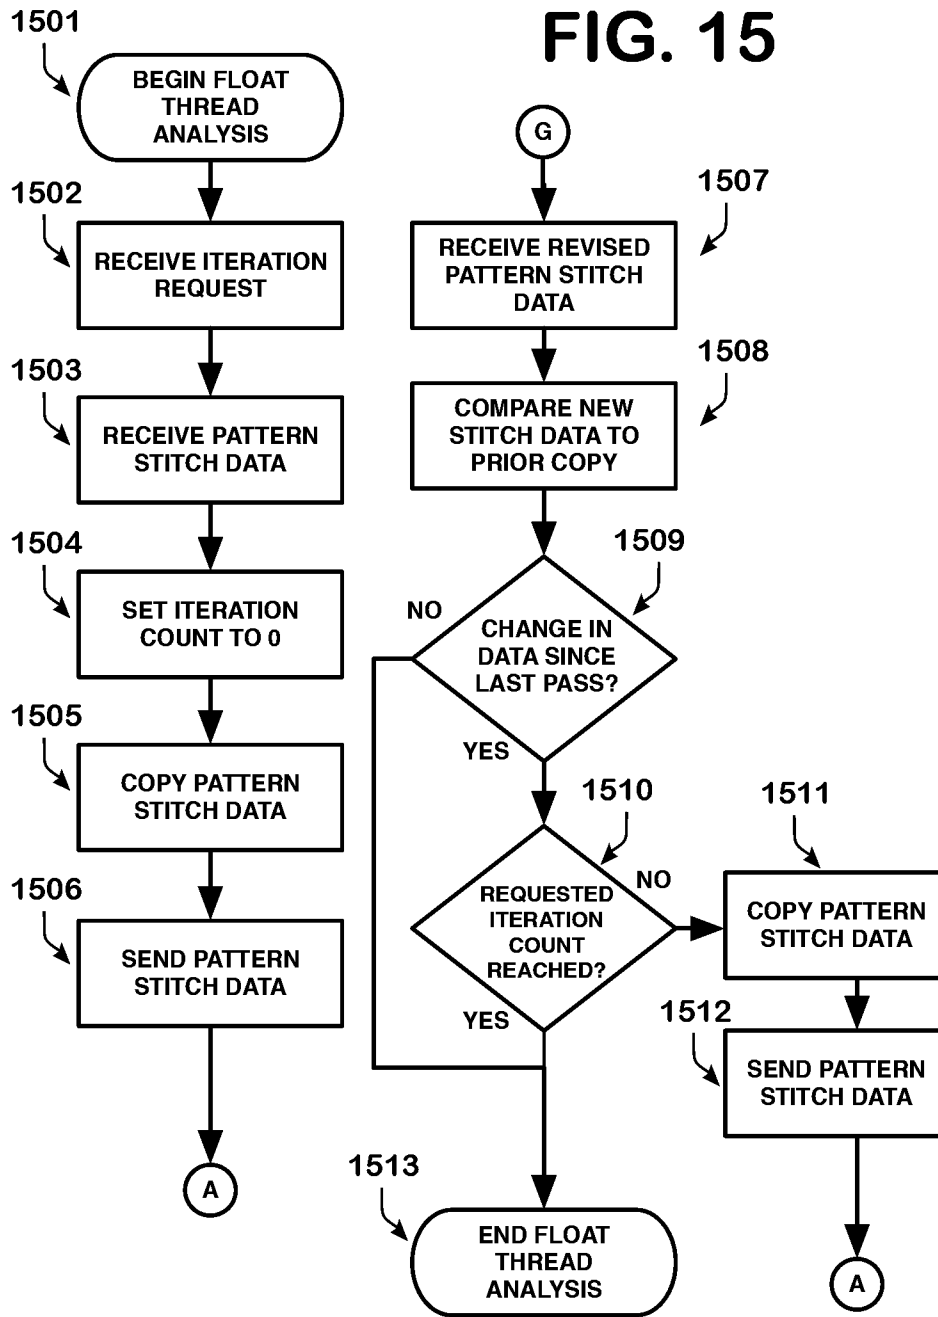 FIG. 15
1501
BEGIN FLOAT
THREAD
ANALYSIS
1502
RECEIVE ITERATION
REQUEST
1503
RECEIVE PATTERN
STITCH DATA
1504
SET ITERATION
COUNT TO 0
1505
COPY PATTERN
STITCH DATA
1506
SEND PATTERN
STITCH DATA
A
G
1507
RECEIVE REVISED
PATTERN STITCH
DATA
1508
COMPARE NEW
STITCH DATA TO
PRIOR COPY
1509
NO
CHANGE IN
DATA SINCE
LAST PASS?
YES
1510
NO
REQUESTED
ITERATION
COUNT
REACHED?
YES
1511
COPY PATTERN
STITCH DATA
1512
SEND PATTERN
STITCH DATA
A
1513
END FLOAT
THREAD
ANALYSIS